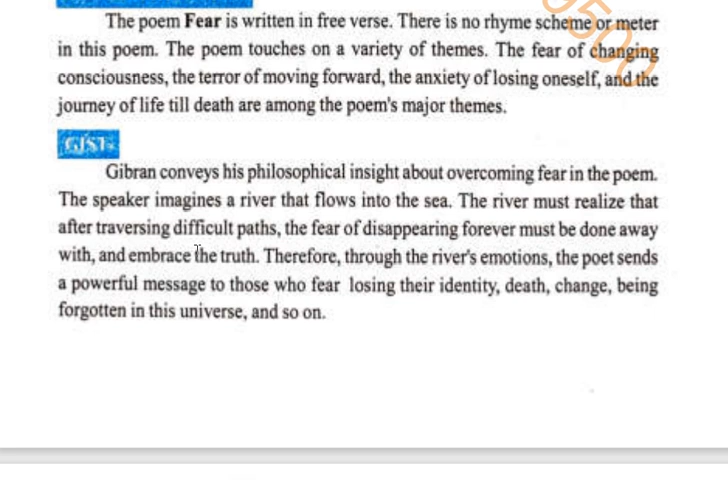 The poem Fear is written in free verse. There is no rhyme scheme or meter
in this poem. The poem touches on a variety of themes. The fear of changing
consciousness, the terror of moving forward, the anxiety of losing oneself, and the
journey of life till death are among the poem's major themes.
GIST:
Gibran conveys his philosophical insight about overcoming fear in the poem.
The speaker imagines a river that flows into the sea. The river must realize that
after traversing difficult paths, the fear of disappearing forever must be done away
with, and embrace the truth. Therefore, through the river's emotions, the poet sends
a powerful message to those who fear losing their identity, death, change, being
forgotten in this universe, and so on.